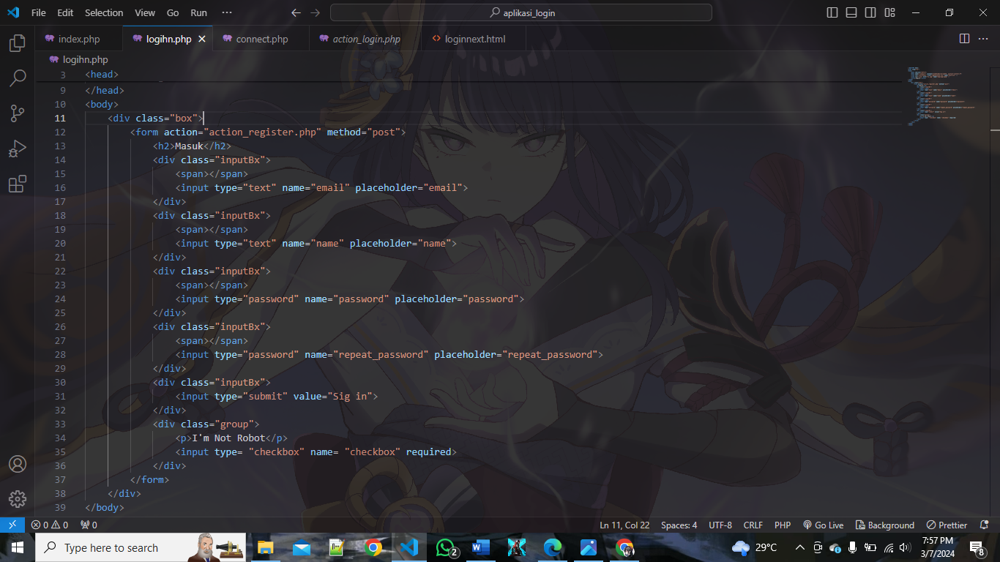 File Edit Selection View Go Run ··· aplikasi_login
index.php logihn.php connect.php action_login.php loginnext.html
logihn.php
3 <head>
9 </head>
10 <body>
11 <div class="box">
12 <form action="action_register.php" method="post">
13 <h2>Masuk</h2>
14 <div class="inputBx">
15 <span></span>
16 <input type="text" name="email" placeholder="email">
17 </div>
18 <div class="inputBx">
19 <span></span>
20 <input type="text" name="name" placeholder="name">
21 </div>
22 <div class="inputBx">
23 <span></span>
24 <input type="password" name="password" placeholder="password">
25 </div>
26 <div class="inputBx">
27 <span></span>
28 <input type="password" name="repeat_password" placeholder="repeat_password">
29 </div>
30 <div class="inputBx">
31 <input type="submit" value="Sig in">
32 </div>
33 <div class="group">
34 <p>I'm Not Robot</p>
35 <input type= "checkbox" name= "checkbox" required>
36 </div>
37 </form>
38 </div>
39 </body>
0 0 0 Ln 11, Col 22 Spaces: 4 UTF-8 CRLF PHP Go Live Background Prettier
Type here to search 2 29°C 7:57 PM
3/7/2024 8